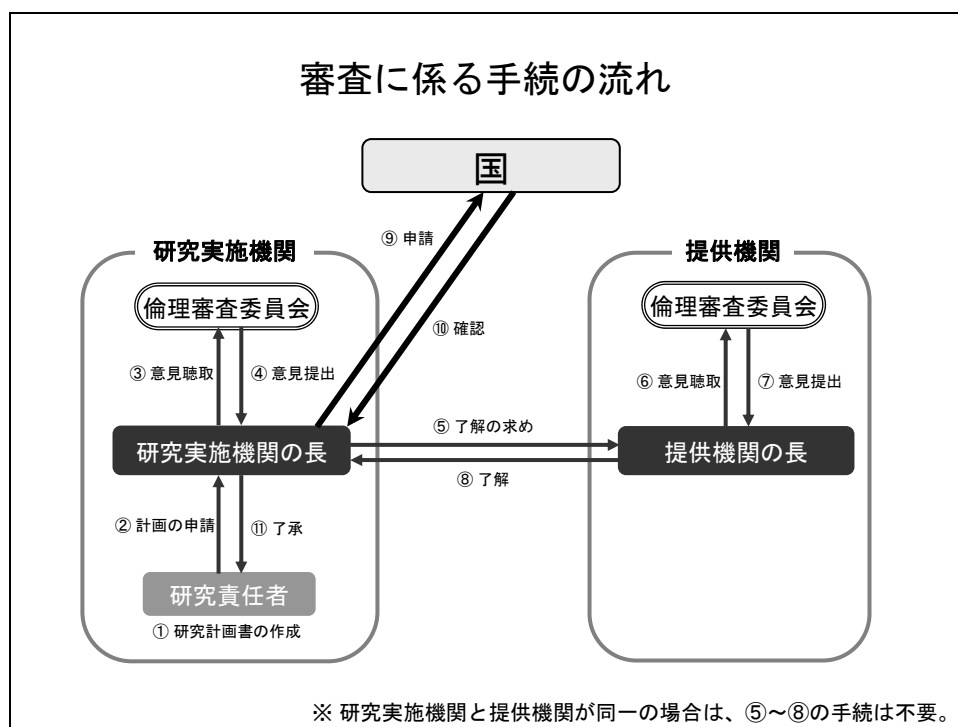 審査に係る手続の流れ
国
⑨ 申請
研究実施機関
提供機関
倫理審査委員会
倫理審査委員会
⑩ 確認
③ 意見聴取
④ 意見提出
⑥ 意見聴取
⑦ 意見提出
⑤ 了解の求め
研究実施機関の長
提供機関の長
⑧ 了解
② 計画の申請
⑪ 了承
研究責任者
① 研究計画書の作成
※ 研究実施機関と提供機関が同一の場合は、⑤～⑧の手続は不要。